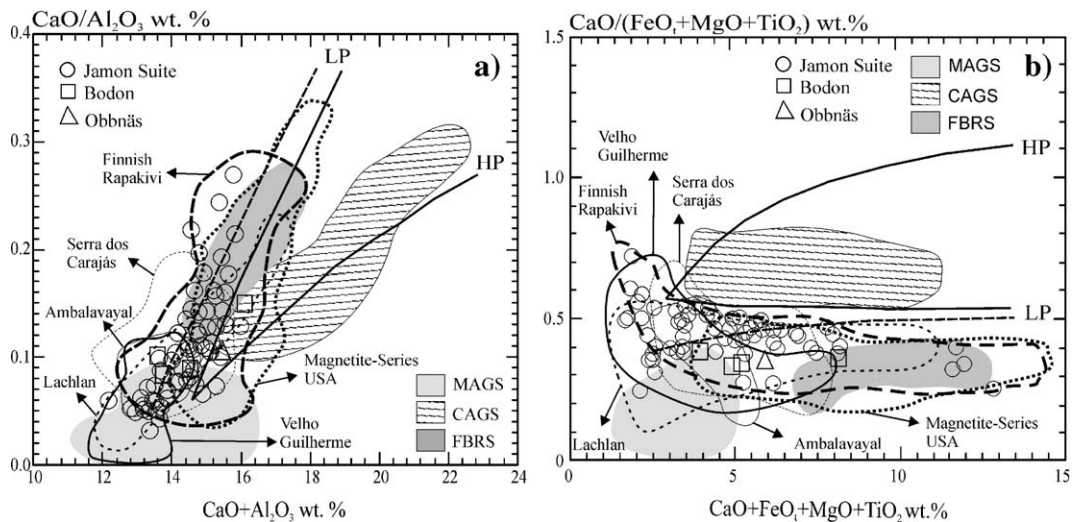 CaO/Al₂O₃ wt. %
0.4
0.3
0.2
0.1
0.0
10 12 14 16 18 20 22 24
CaO+Al₂O₃ wt. %
a)
Jamon Suite
Bodon
Obbnäs
LP
HP
Finnish
Rapakivi
Serra dos
Carajás
Ambalavayal
Lachlan
Magnetite-Series
USA
Velho
Guilherme
MAGS
CAGS
FBRS
CaO/(FeOₜ+MgO+TiO₂) wt.%
1.5
1.0
0.5
0
0 5 10 15
CaO+FeOₜ+MgO+TiO₂ wt.%
b)
Jamon Suite
Bodon
Obbnäs
MAGS
CAGS
FBRS
Velho
Guilherme
Finnish
Rapakivi
Serra dos
Carajás
HP
LP
Lachlan
Ambalavayal
Magnetite-Series
USA